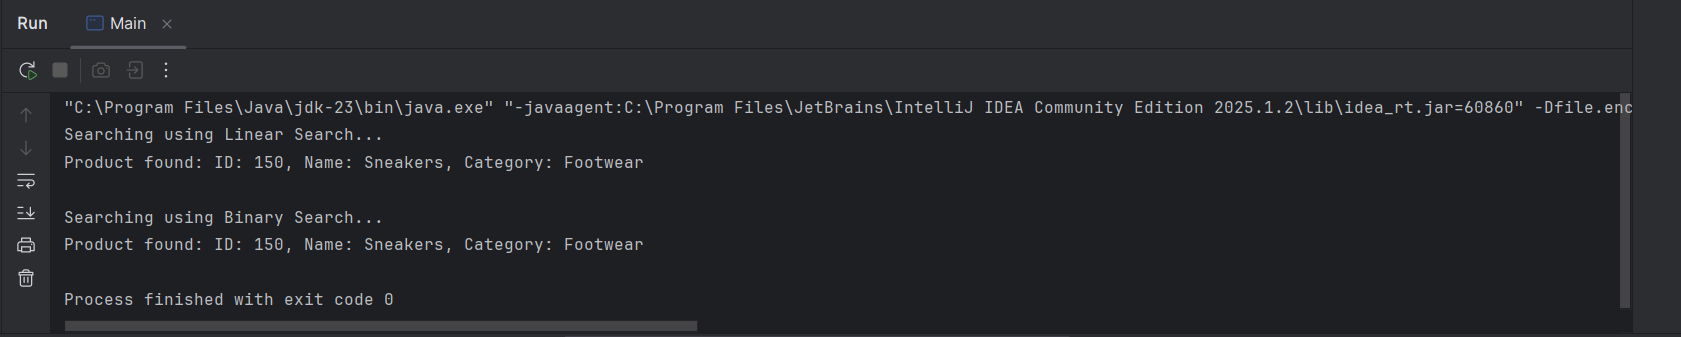 Run Main
"C:\Program Files\Java\jdk-23\bin\java.exe" "-javaagent:C:\Program Files\JetBrains\IntelliJ IDEA Community Edition 2025.1.2\lib\idea_rt.jar=60860" -Dfile.enc
Searching using Linear Search...
Product found: ID: 150, Name: Sneakers, Category: Footwear
Searching using Binary Search...
Product found: ID: 150, Name: Sneakers, Category: Footwear
Process finished with exit code 0